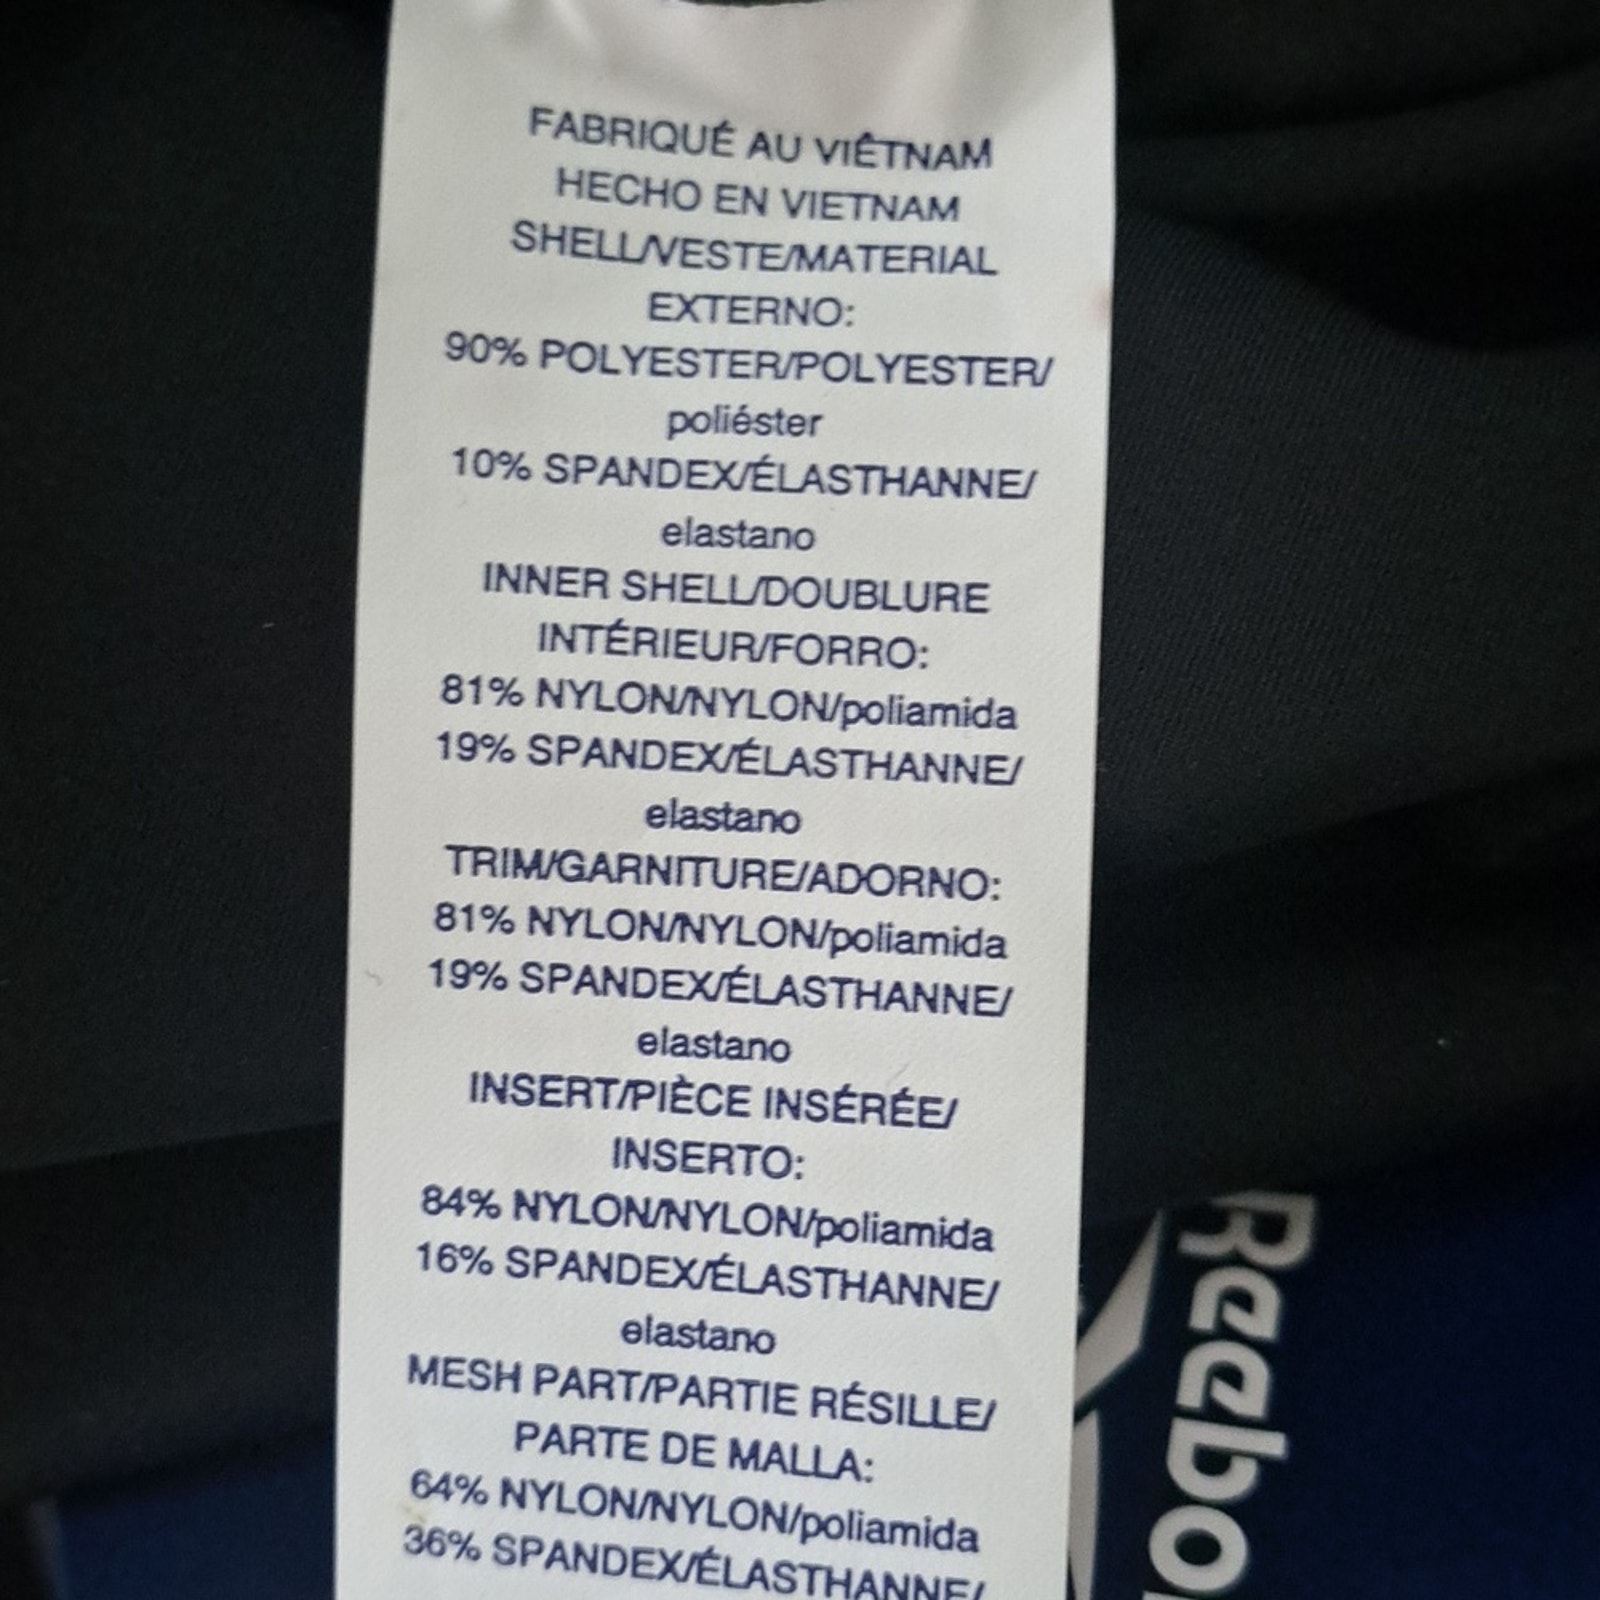 FABRIQUÉ AU VIÊTNAM
HECHO EN VIETNAM
SHELL/VESTE/MATERIAL
EXTERNO:
90% POLYESTER/POLYESTER/
poliéster
10% SPANDEX/ÉLASTHANNE/
elastano
INNER SHELL/DOUBLURE
INTÉRIEUR/FORRO:
81% NYLON/NYLON/poliamida
19% SPANDEX/ÉLASTHANNE/
elastano
TRIM/GARNITURE/ADORNO:
81% NYLON/NYLON/poliamida
19% SPANDEX/ÉLASTHANNE/
elastano
INSERT/PIÈCE INSÉRÉE/
INSERTO:
84% NYLON/NYLON/poliamida
16% SPANDEX/ÉLASTHANNE/
elastano
MESH PART/PARTIE RÉSILLE/
PARTE DE MALLA:
64% NYLON/NYLON/poliamida
36% SPANDEX/ÉLASTHANNE/
Reebo